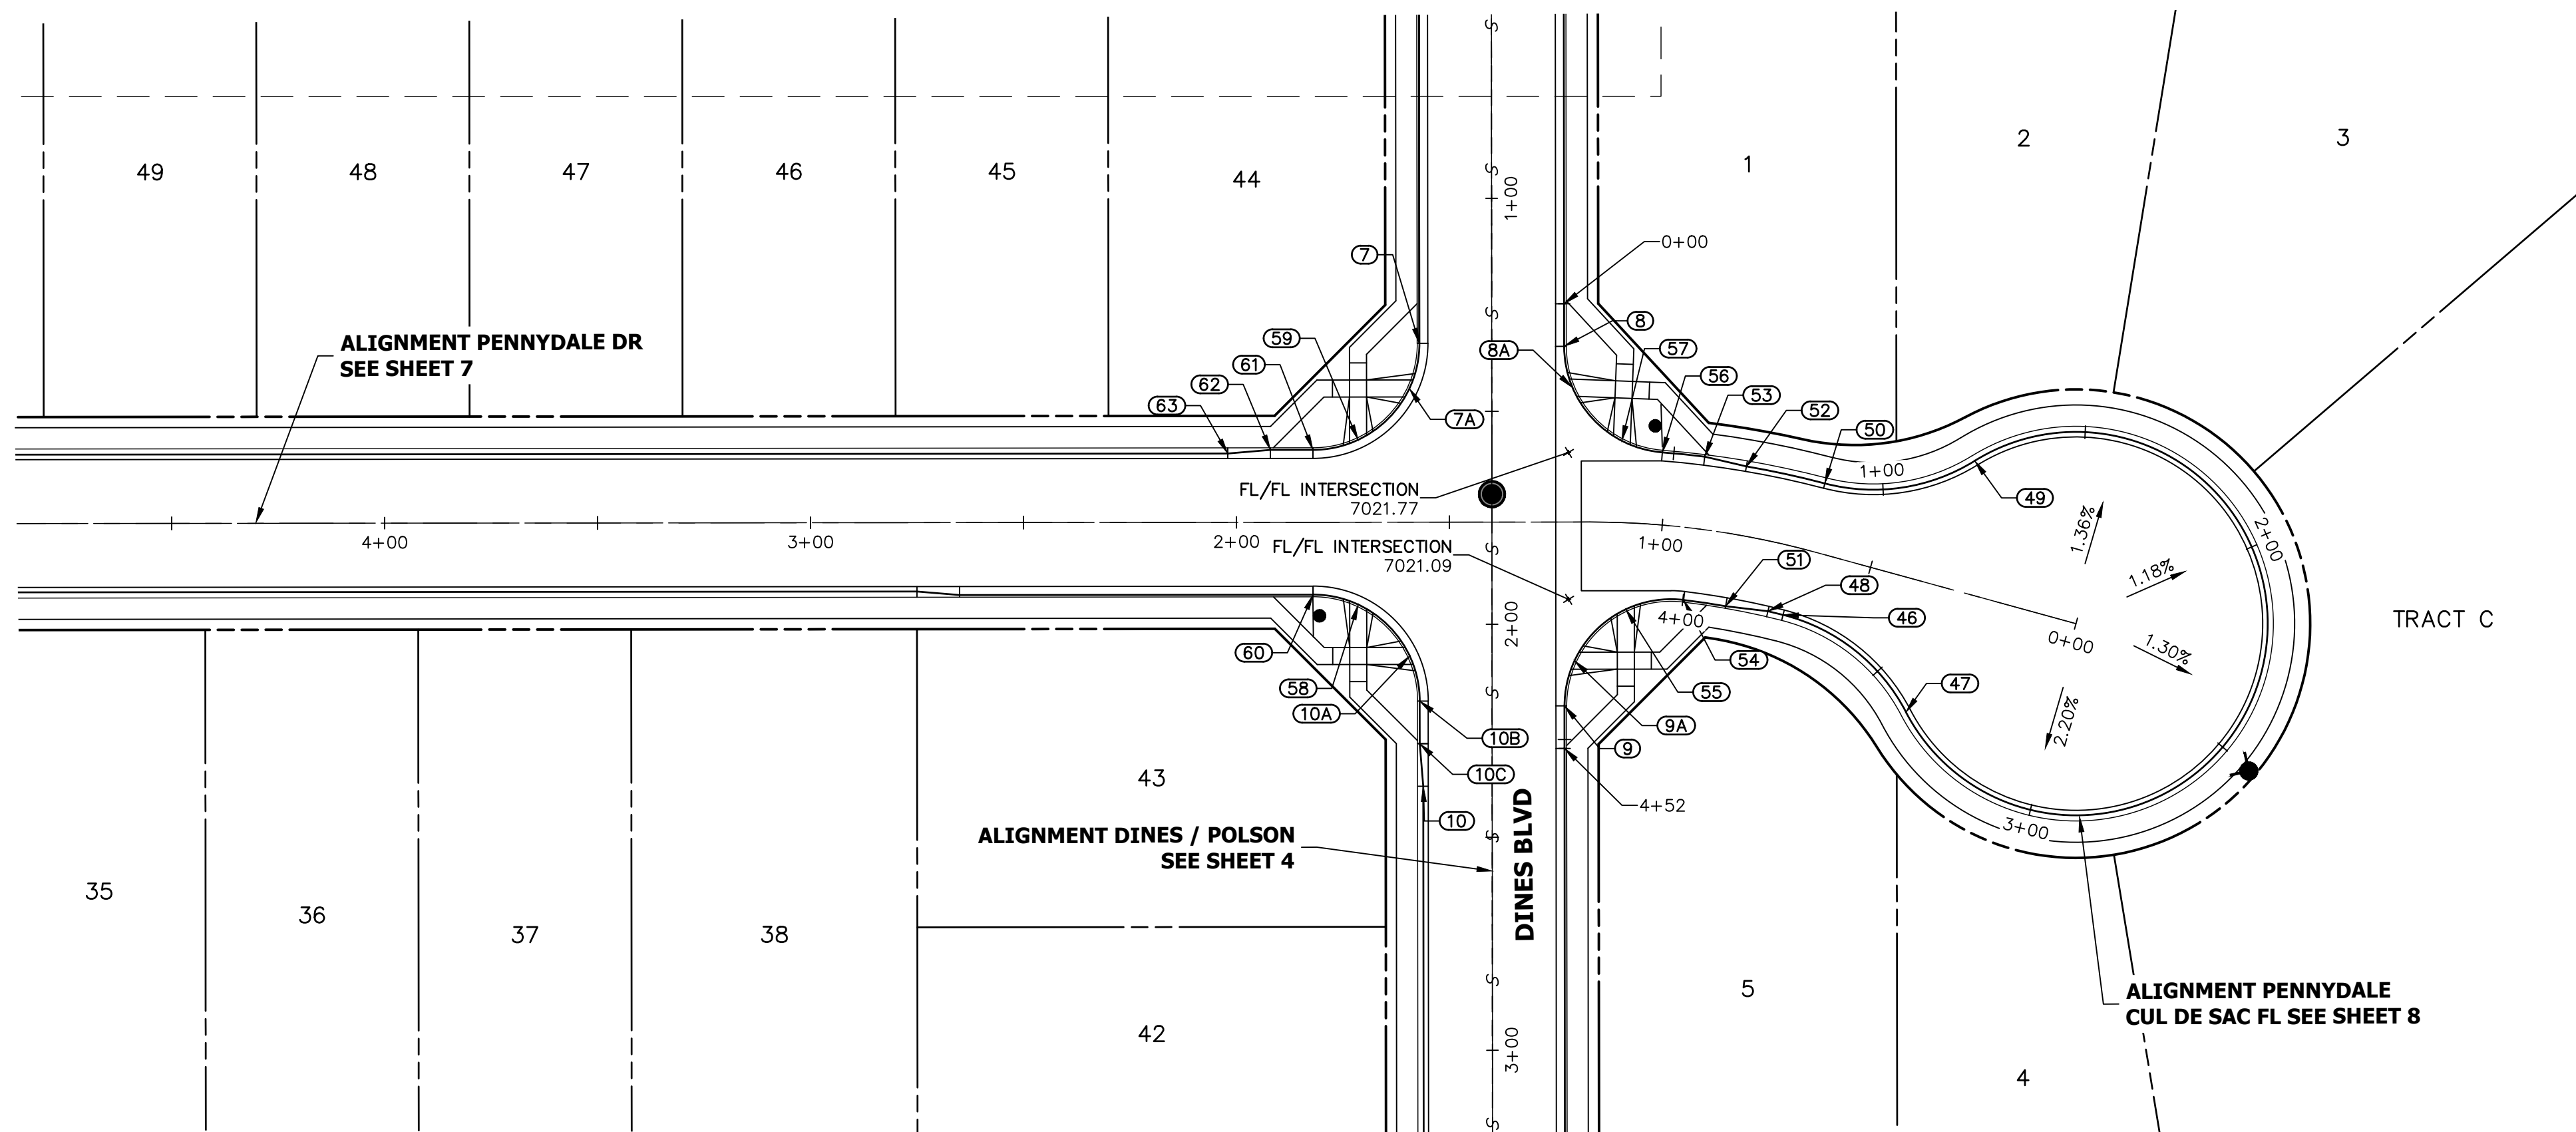 49
48
47
46
45
44
1
2
3
1+00
S
S
S
0+00
7
8
8A
57
56
53
52
50
59
61
62
63
7A
ALIGNMENT PENNYDALE DR
SEE SHEET 7
1+00
49
FL/FL INTERSECTION
7021.77
4+00
3+00
2+00
FL/FL INTERSECTION
7021.09
S
1+00
51
48
46
1.36%
1.18%
2+00
0+00
1.30%
2.20%
TRACT C
2+00
4+00
60
58
10A
54
55
9A
47
S
10B
10C
9
4+52
10
S
3+00
43
ALIGNMENT DINES / POLSON
SEE SHEET 4
DINES BLVD
35
36
37
38
42
S
5
3+00
S
4
ALIGNMENT PENNYDALE
CUL DE SAC FL SEE SHEET 8